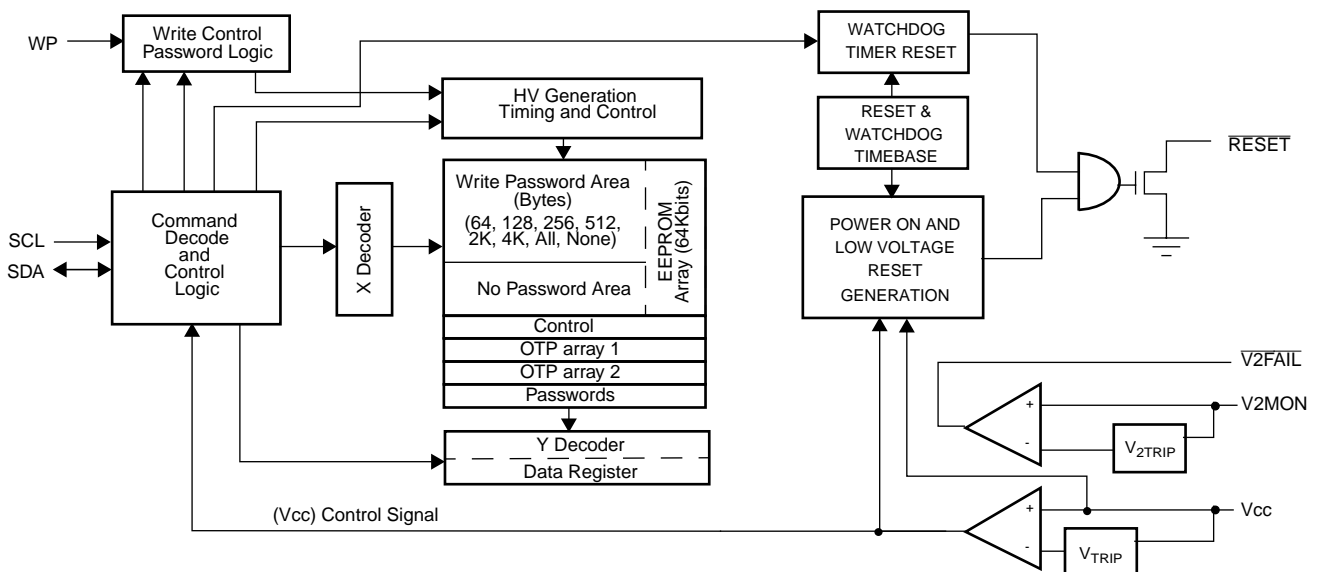 WP
Write Control
Password Logic
WATCHDOG
TIMER RESET
HV Generation
Timing and Control
RESET &
WATCHDOG
TIMEBASE
RESET
Write Password Area
(Bytes)
(64, 128, 256, 512,
2K, 4K, All, None)
EEPROM
Array (64Kbits)
No Password Area
X Decoder
Command
Decode
and
Control
Logic
SCL
SDA
POWER ON AND
LOW VOLTAGE
RESET
GENERATION
Control
OTP array 1
OTP array 2
Passwords
Y Decoder
Data Register
V2FAIL
+
V2MON
-
V2TRIP
(Vcc) Control Signal
+
Vcc
-
VTRIP